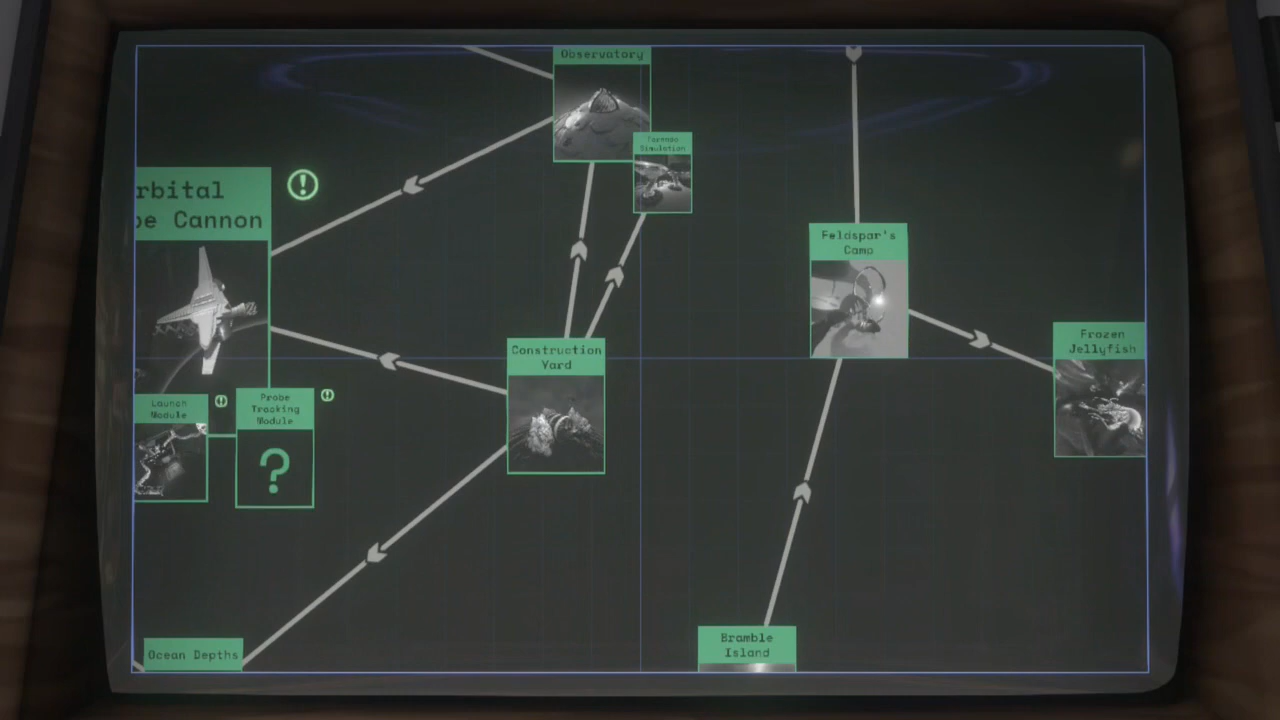 Observatory
Tornado
Simulation
rbital
be Cannon
!
Feldspar's
Camp
Frozen
Jellyfish
Construction
Yard
Launch
Module
Probe
Tracking
Module
?
Ocean Depths
Bramble
Island